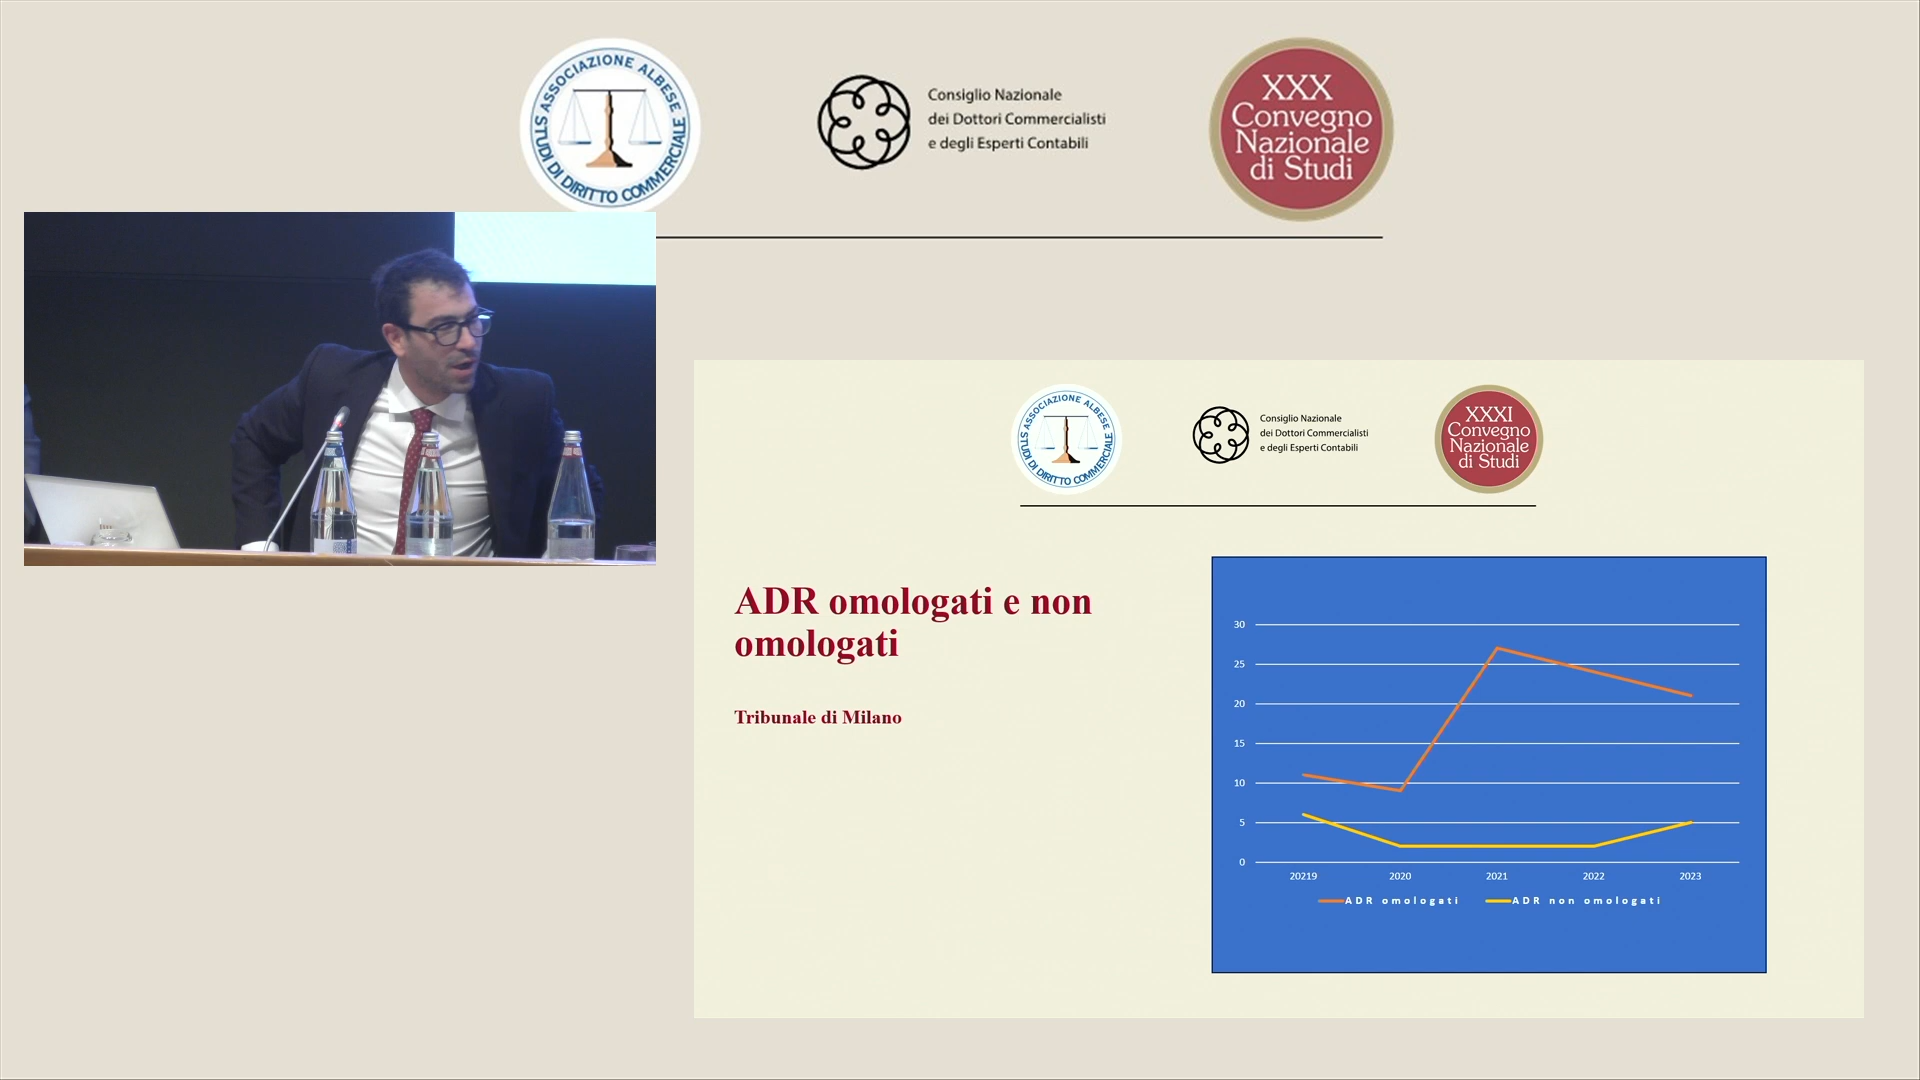 ASSOCIAZIONE ALBESE
STUDI DI DIRITTO COMMERCIALE
Consiglio Nazionale
dei Dottori Commercialisti
e degli Esperti Contabili
XXX
Convegno
Nazionale
di Studi
ASSOCIAZIONE ALBESE
STUDI DI DIRITTO COMMERCIALE
Consiglio Nazionale
dei Dottori Commercialisti
e degli Esperti Contabili
XXXI
Convegno
Nazionale
di Studi
ADR omologati e non
omologati
Tribunale di Milano
30
25
20
15
10
5
0
20219 2020 2021 2022 2023
ADR omologati ADR non omologati